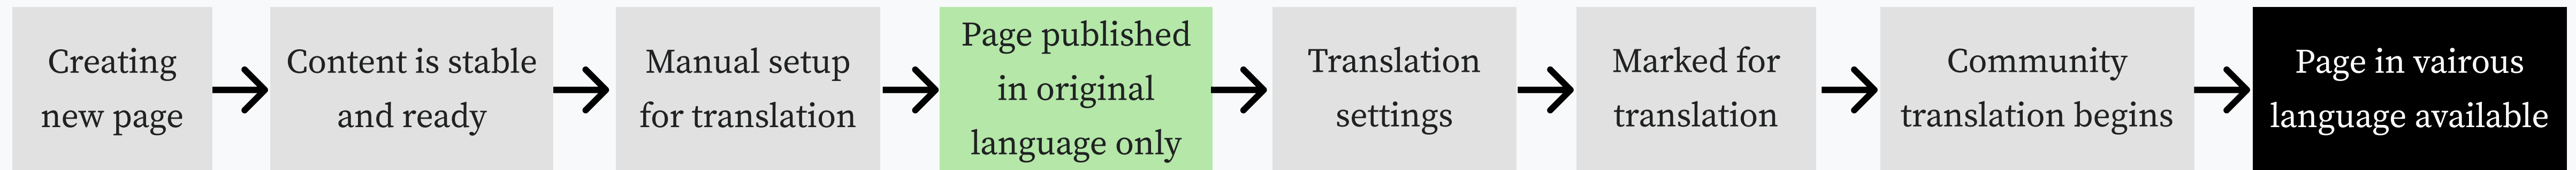 Creating
new page
Content is stable
and ready
Manual setup
for translation
Page published
in original
language only
Translation
settings
Marked for
translation
Community
translation begins
Page in vairous
language available